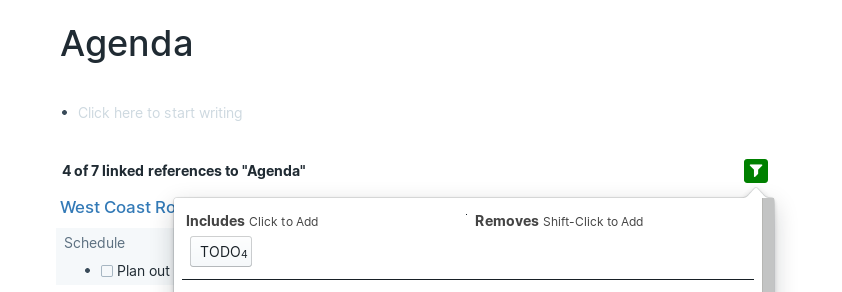 Agenda
Click here to start writing
4 of 7 linked references to "Agenda"
West Coast Ro
Includes Click to Add
Removes Shift-Click to Add
Schedule
TODO4
Plan out